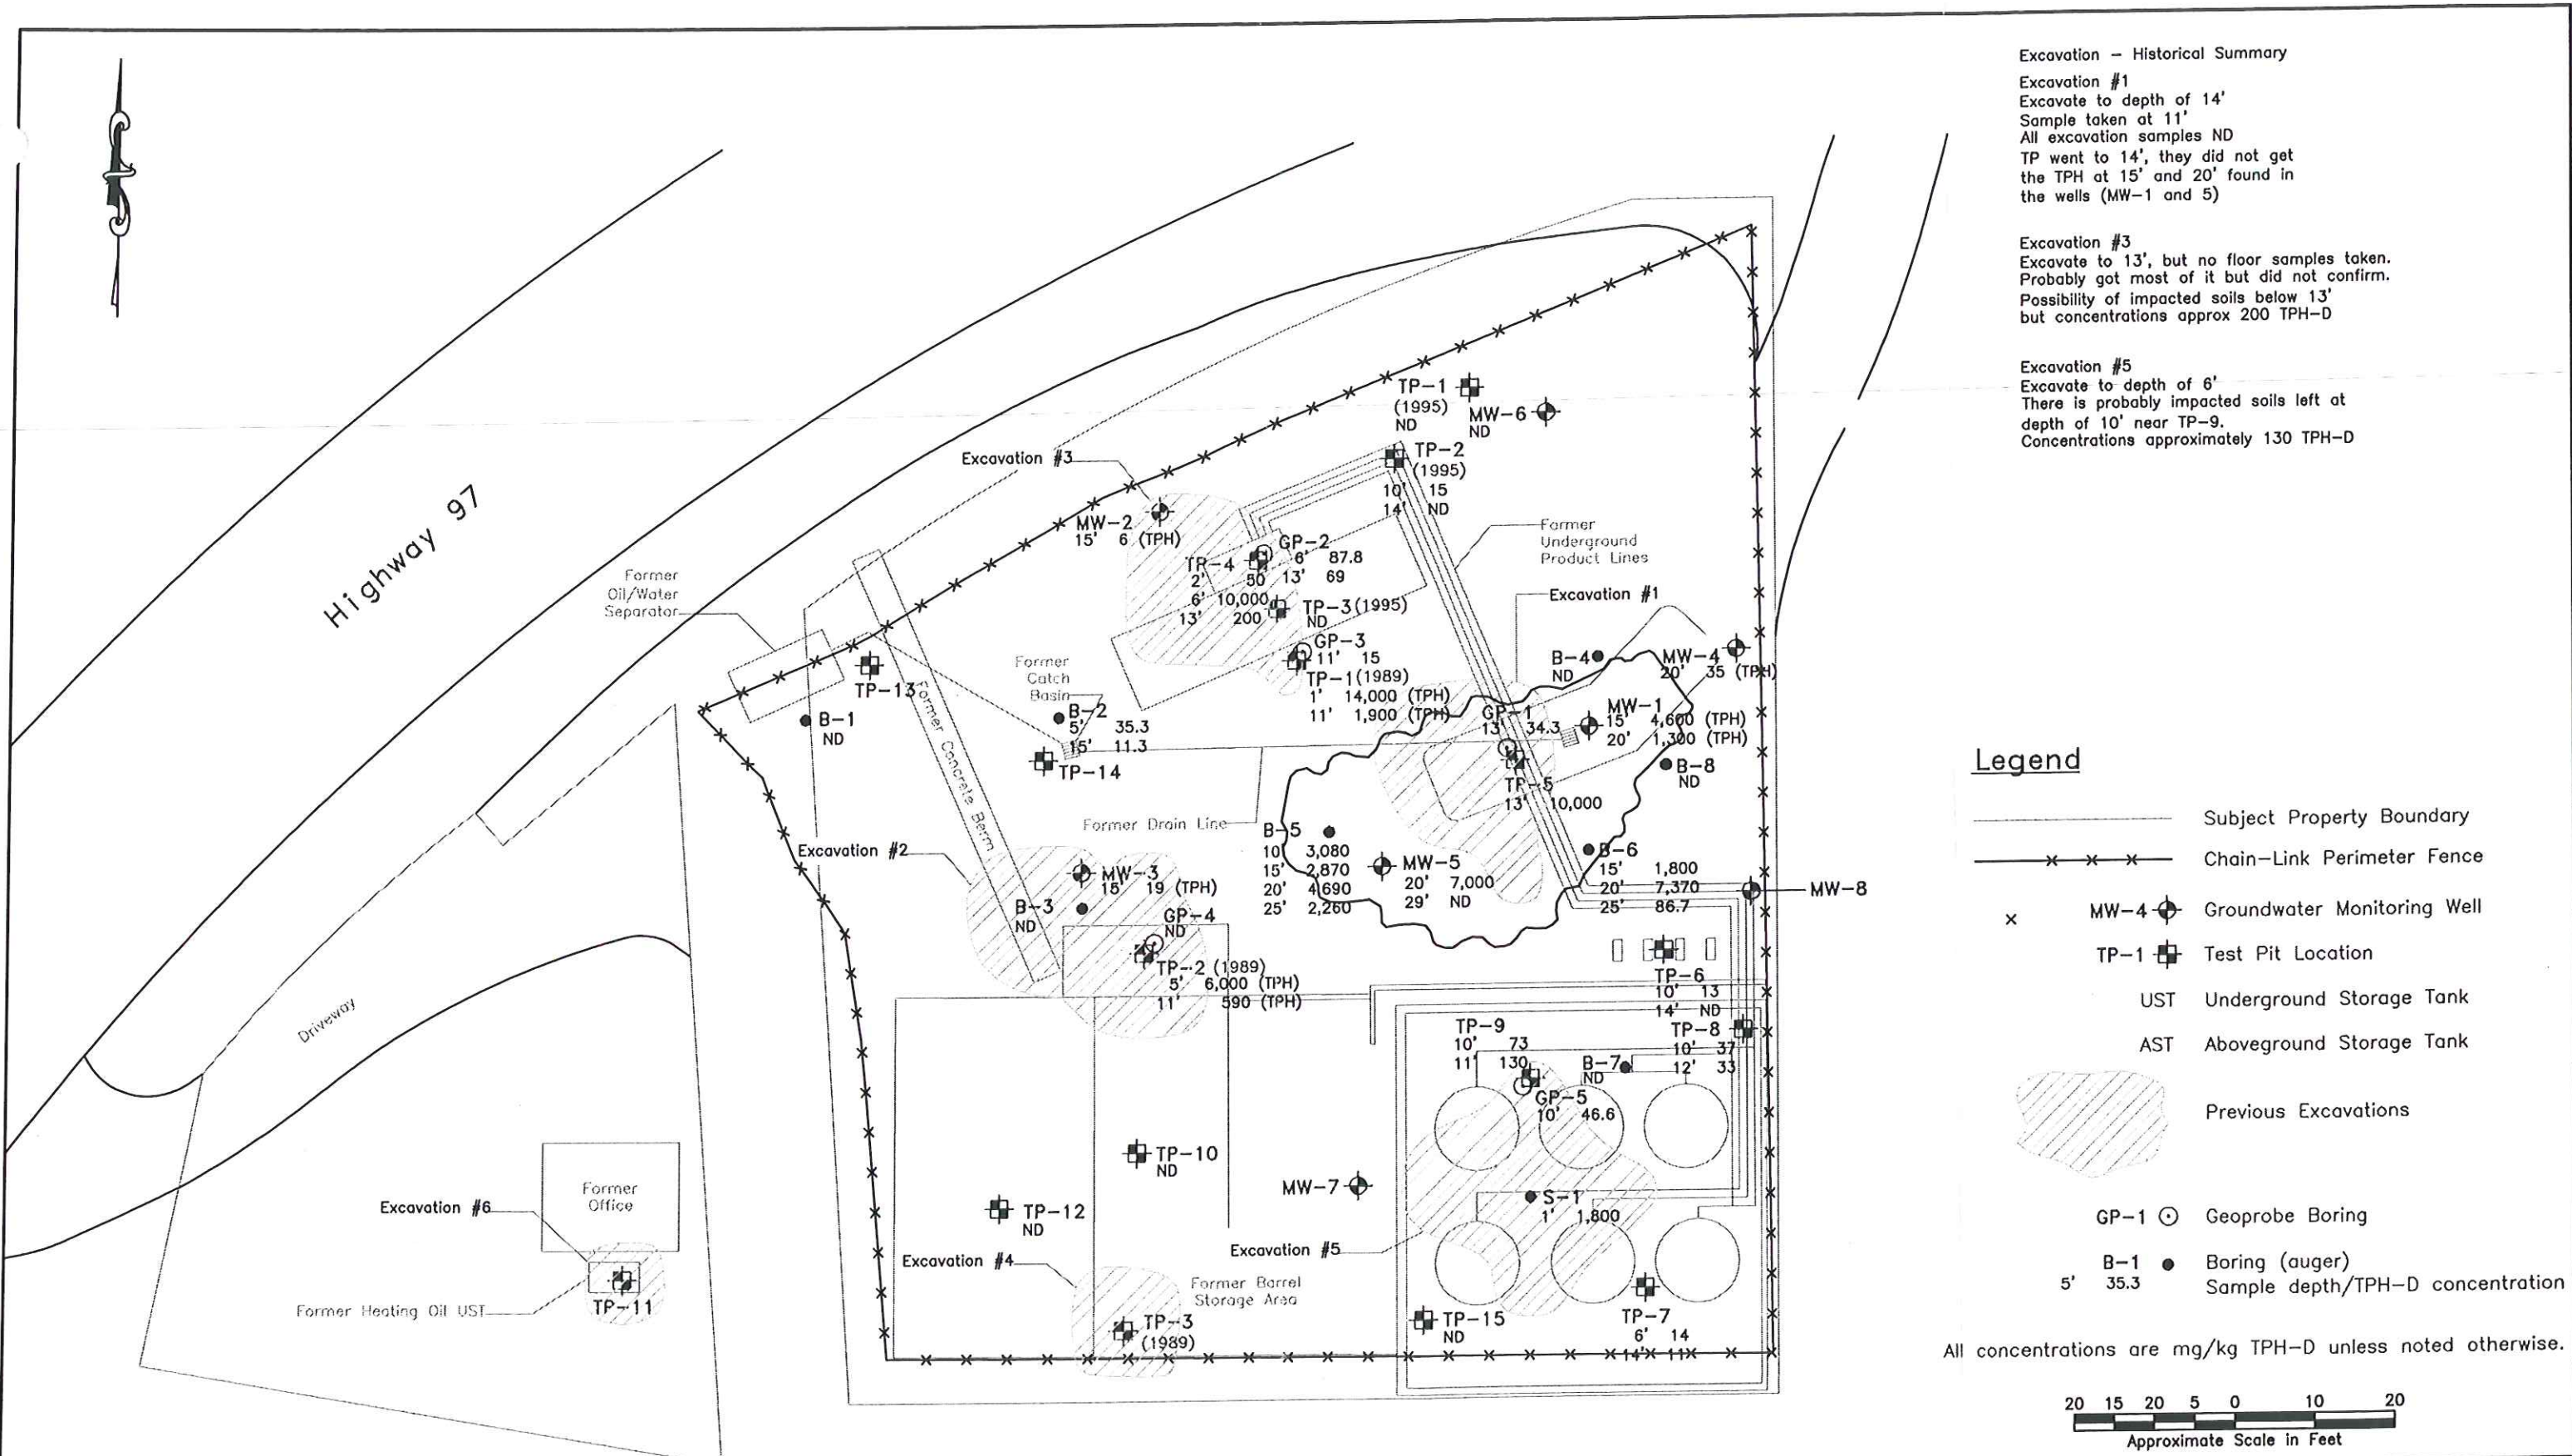 Excavation - Historical Summary
Excavation #1
Excavate to depth of 14'
Sample taken at 11'
All excavation samples ND
TP went to 14', they did not get
the TPH at 15' and 20' found in
the wells (MW-1 and 5)
Excavation #3
Excavate to 13', but no floor samples taken.
Probably got most of it but did not confirm.
Possibility of impacted soils below 13'
but concentrations approx 200 TPH-D
Excavation #5
Excavate to depth of 6'
There is probably impacted soils left at
depth of 10' near TP-9.
Concentrations approximately 130 TPH-D
Highway 97
TP-1
(1995)
ND
MW-6
ND
TP-2
(1995)
10' 15
14' ND
Excavation #3
MW-2
15' 6 (TPH)
GP-2
6' 87.8
13' 69
TP-4
2' 50
6' 10,000
13' 200
TP-3 (1995)
ND
GP-3
11' 15
TP-1 (1989)
1' 14,000 (TPH)
11' 1,900 (TPH)
Former
Underground
Product Lines
Excavation #1
Former
Oil/Water
Separator
TP-13
B-1
ND
Former
Catch
Basin
B-2
5' 35.3
15' 11.3
TP-14
Former Concrete Berm
Former Drain Line
B-4
ND
MW-4
20' 35 (TPH)
MW-1
15' 4,600 (TPH)
20' 1,300 (TPH)
GP-1
13' 34.3
TP-5
13' 10,000
B-8
ND
B-5
10' 3,080
15' 2,870
20' 4,690
25' 2,260
MW-5
20' 7,000
29' ND
B-6
15' 1,800
20' 7,370
25' 86.7
MW-8
Excavation #2
MW-3
15' 19 (TPH)
B-3
ND
GP-4
ND
TP-2 (1989)
5' 6,000 (TPH)
11' 590 (TPH)
TP-6
10' 13
14' ND
TP-8
10' 37
12' 33
TP-9
10' 73
11' 130
B-7
ND
GP-5
10' 46.6
Driveway
TP-10
ND
MW-7
TP-12
ND
S-1
1' 1,800
Former
Office
Excavation #6
Excavation #5
Excavation #4
Former Barrel
Storage Area
Former Heating Oil UST
TP-11
TP-3
(1989)
TP-15
ND
TP-7
6' 14
14' 11
Legend
Subject Property Boundary
Chain-Link Perimeter Fence
MW-4 Groundwater Monitoring Well
TP-1 Test Pit Location
UST Underground Storage Tank
AST Aboveground Storage Tank
Previous Excavations
GP-1 Geoprobe Boring
B-1 Boring (auger)
5' 35.3 Sample depth/TPH-D concentration
All concentrations are mg/kg TPH-D unless noted otherwise.
20 15 20 5 0 10 20
Approximate Scale in Feet